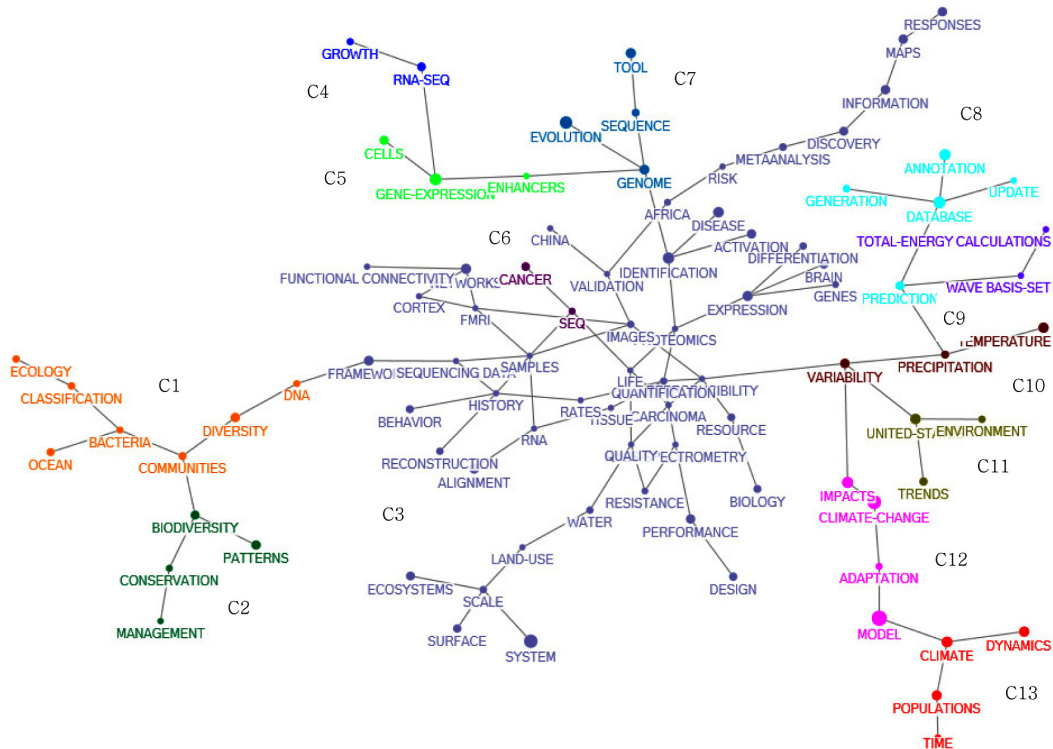 RESPONSES
GROWTH
MAPS
TOOL
C7
RNA-SEQ
C4
INFORMATION
C8
SEQUENCE
EVOLUTION
DISCOVERY
CELLS
METAANALYSIS
ANNOTATION
C5
GENE-EXPRESSION
ENHANCERS
GENOME
RISK
GENERATION
UPDATE
AFRICA
DATABASE
DISEASE
C6
CHINA
ACTIVATION
TOTAL-ENERGY CALCULATIONS
DIFFERENTIATION
FUNCTIONAL CONNECTIVITY
NETWORKS
CANCER
IDENTIFICATION
BRAIN
VALIDATION
WAVE BASIS-SET
GENES
CORTEX
EXPRESSION
PREDICTION
FMRI
SEQ
C9
IMAGES
PROTEOMICS
TEMPERATURE
ECOLOGY
SAMPLES
PRECIPITATION
SEQUENCING DATA
VARIABILITY
C1
LIFE
C10
CLASSIFICATION
QUANTIFICATION
DNA
HISTORY
RATES
TISSUE
CARCINOMA
BEHAVIOR
RESOURCE
DIVERSITY
UNITED-STA
ENVIRONMENT
BACTERIA
RNA
OCEAN
COMMUNITIES
RECONSTRUCTION
QUALITY
C11
ALIGNMENT
TRENDS
IMPACTS
RESISTANCE
BIOLOGY
C3
CLIMATE-CHANGE
BIODIVERSITY
WATER
PERFORMANCE
PATTERNS
LAND-USE
C12
CONSERVATION
ADAPTATION
ECOSYSTEMS
DESIGN
SCALE
C2
MANAGEMENT
MODEL
SURFACE
DYNAMICS
SYSTEM
CLIMATE
C13
POPULATIONS
TIME